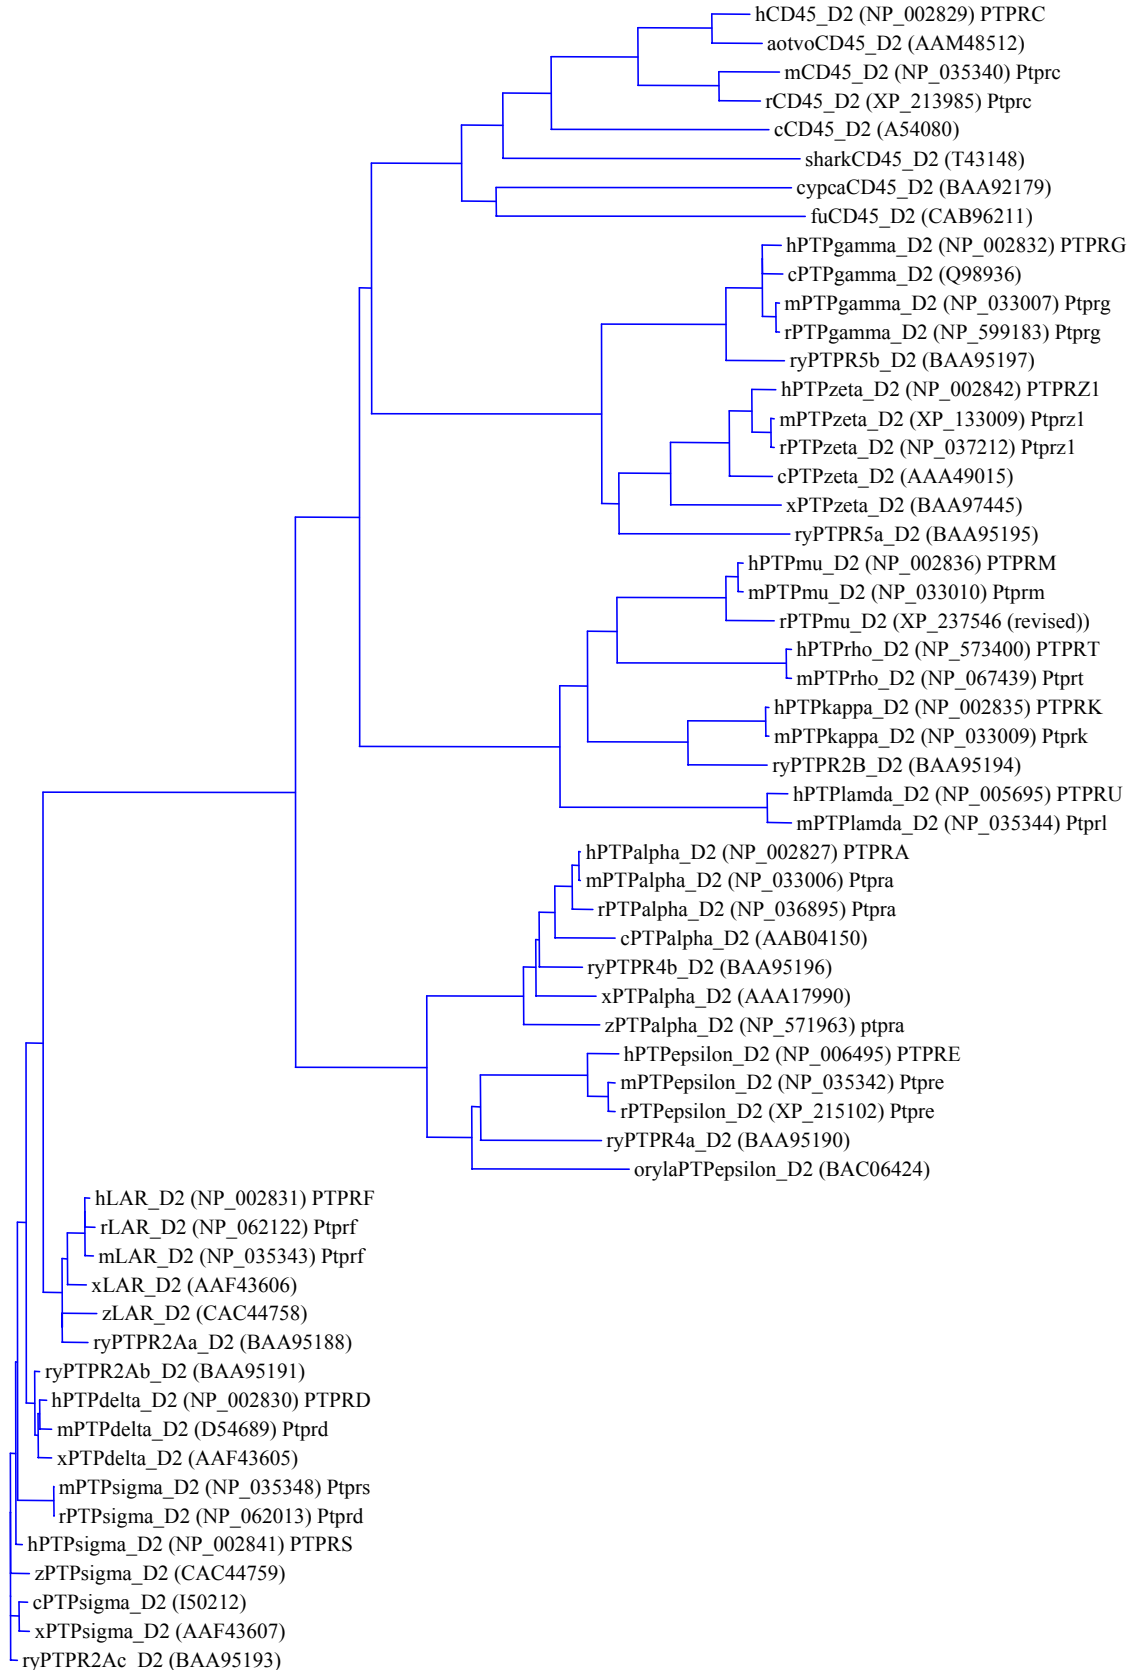 hCD45_D2 (NP_002829) PTPRC
aotvoCD45_D2 (AAM48512)
mCD45_D2 (NP_035340) Ptprc
rCD45_D2 (XP_213985) Ptprc
cCD45_D2 (A54080)
sharkCD45_D2 (T43148)
cypcaCD45_D2 (BAA92179)
fuCD45_D2 (CAB96211)
hPTPgamma_D2 (NP_002832) PTPRG
cPTPgamma_D2 (Q98936)
mPTPgamma_D2 (NP_033007) Ptprg
rPTPgamma_D2 (NP_599183) Ptprg
ryPTPR5b_D2 (BAA95197)
hPTPzeta_D2 (NP_002842) PTPRZ1
mPTPzeta_D2 (XP_133009) Ptprz1
rPTPzeta_D2 (NP_037212) Ptprz1
cPTPzeta_D2 (AAA49015)
xPTPzeta_D2 (BAA97445)
ryPTPR5a_D2 (BAA95195)
hPTPmu_D2 (NP_002836) PTPRM
mPTPmu_D2 (NP_033010) Ptprm
rPTPmu_D2 (XP_237546 (revised))
hPTPrho_D2 (NP_573400) PTPRT
mPTPrho_D2 (NP_067439) Ptprt
hPTPkappa_D2 (NP_002835) PTPRK
mPTPkappa_D2 (NP_033009) Ptprk
ryPTPR2B_D2 (BAA95194)
hPTPlamda_D2 (NP_005695) PTPRU
mPTPlamda_D2 (NP_035344) Ptprl
hPTPalpha_D2 (NP_002827) PTPRA
mPTPalpha_D2 (NP_033006) Ptpra
rPTPalpha_D2 (NP_036895) Ptpra
cPTPalpha_D2 (AAB04150)
ryPTPR4b_D2 (BAA95196)
xPTPalpha_D2 (AAA17990)
zPTPalpha_D2 (NP_571963) ptpra
hPTPepsilon_D2 (NP_006495) PTPRE
mPTPepsilon_D2 (NP_035342) Ptpre
rPTPepsilon_D2 (XP_215102) Ptpre
ryPTPR4a_D2 (BAA95190)
orylaPTPepsilon_D2 (BAC06424)
hLAR_D2 (NP_002831) PTPRF
rLAR_D2 (NP_062122) Ptprf
mLAR_D2 (NP_035343) Ptprf
xLAR_D2 (AAF43606)
zLAR_D2 (CAC44758)
ryPTPR2Aa_D2 (BAA95188)
ryPTPR2Ab_D2 (BAA95191)
hPTPdelta_D2 (NP_002830) PTPRD
mPTPdelta_D2 (D54689) Ptprd
xPTPdelta_D2 (AAF43605)
mPTPsigma_D2 (NP_035348) Ptprs
rPTPsigma_D2 (NP_062013) Ptprd
hPTPsigma_D2 (NP_002841) PTPRS
zPTPsigma_D2 (CAC44759)
cPTPsigma_D2 (I50212)
xPTPsigma_D2 (AAF43607)
ryPTPR2Ac_D2 (BAA95193)